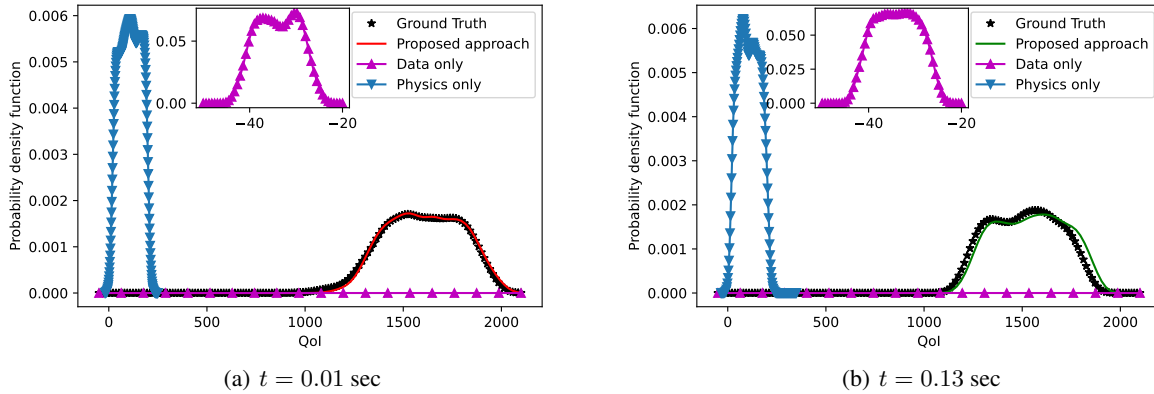 Probability density function
0.006
0.005
0.004
0.003
0.002
0.001
0.000
0.05
0.00
−40
−20
Ground Truth
Proposed approach
Data only
Physics only
0
500
1000
1500
2000
QoI
(a) t = 0.01 sec
Probability density function
0.006
0.005
0.004
0.003
0.002
0.001
0.000
0.075
0.050
0.025
0.000
−40
−20
Ground Truth
Proposed approach
Data only
Physics only
0
500
1000
1500
2000
QoI
(b) t = 0.13 sec